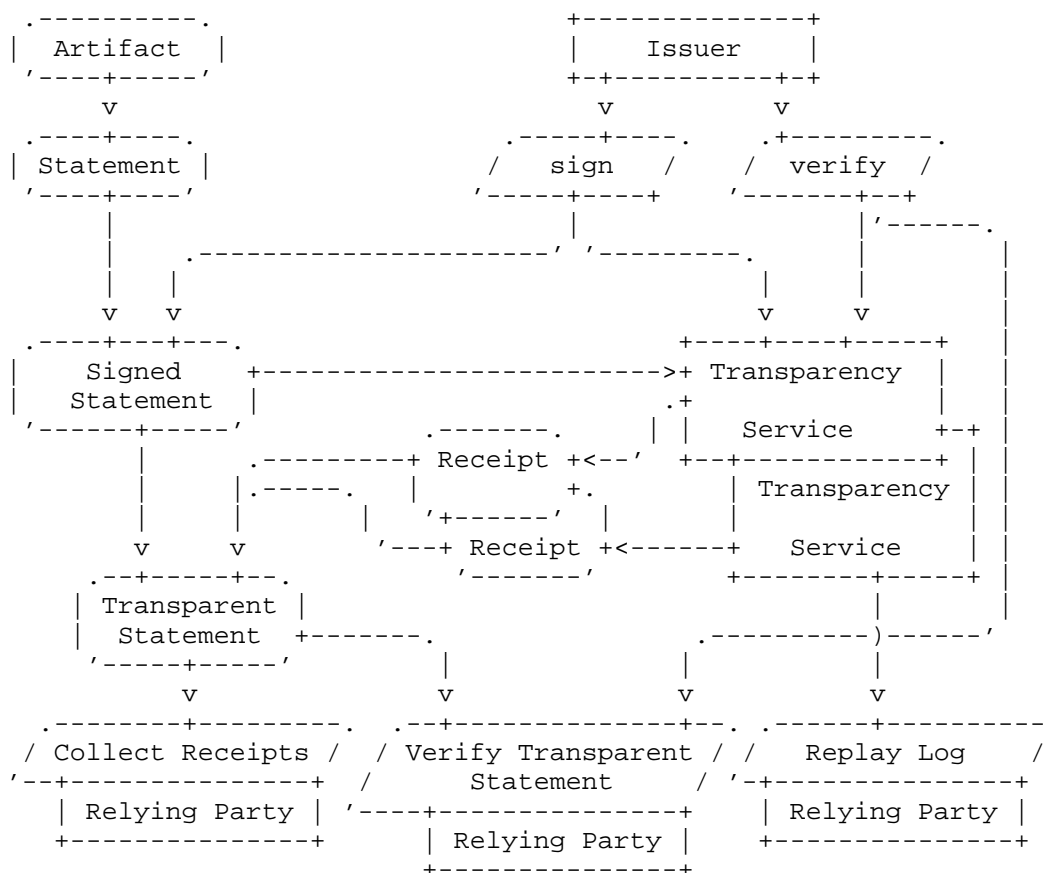 Artifact Issuer
Statement sign verify
Signed Transparency
Statement
Service
Receipt
Transparency
Receipt Service
Transparent
Statement
Collect Receipts Verify Transparent Replay Log
Statement
Relying Party Relying Party
Relying Party